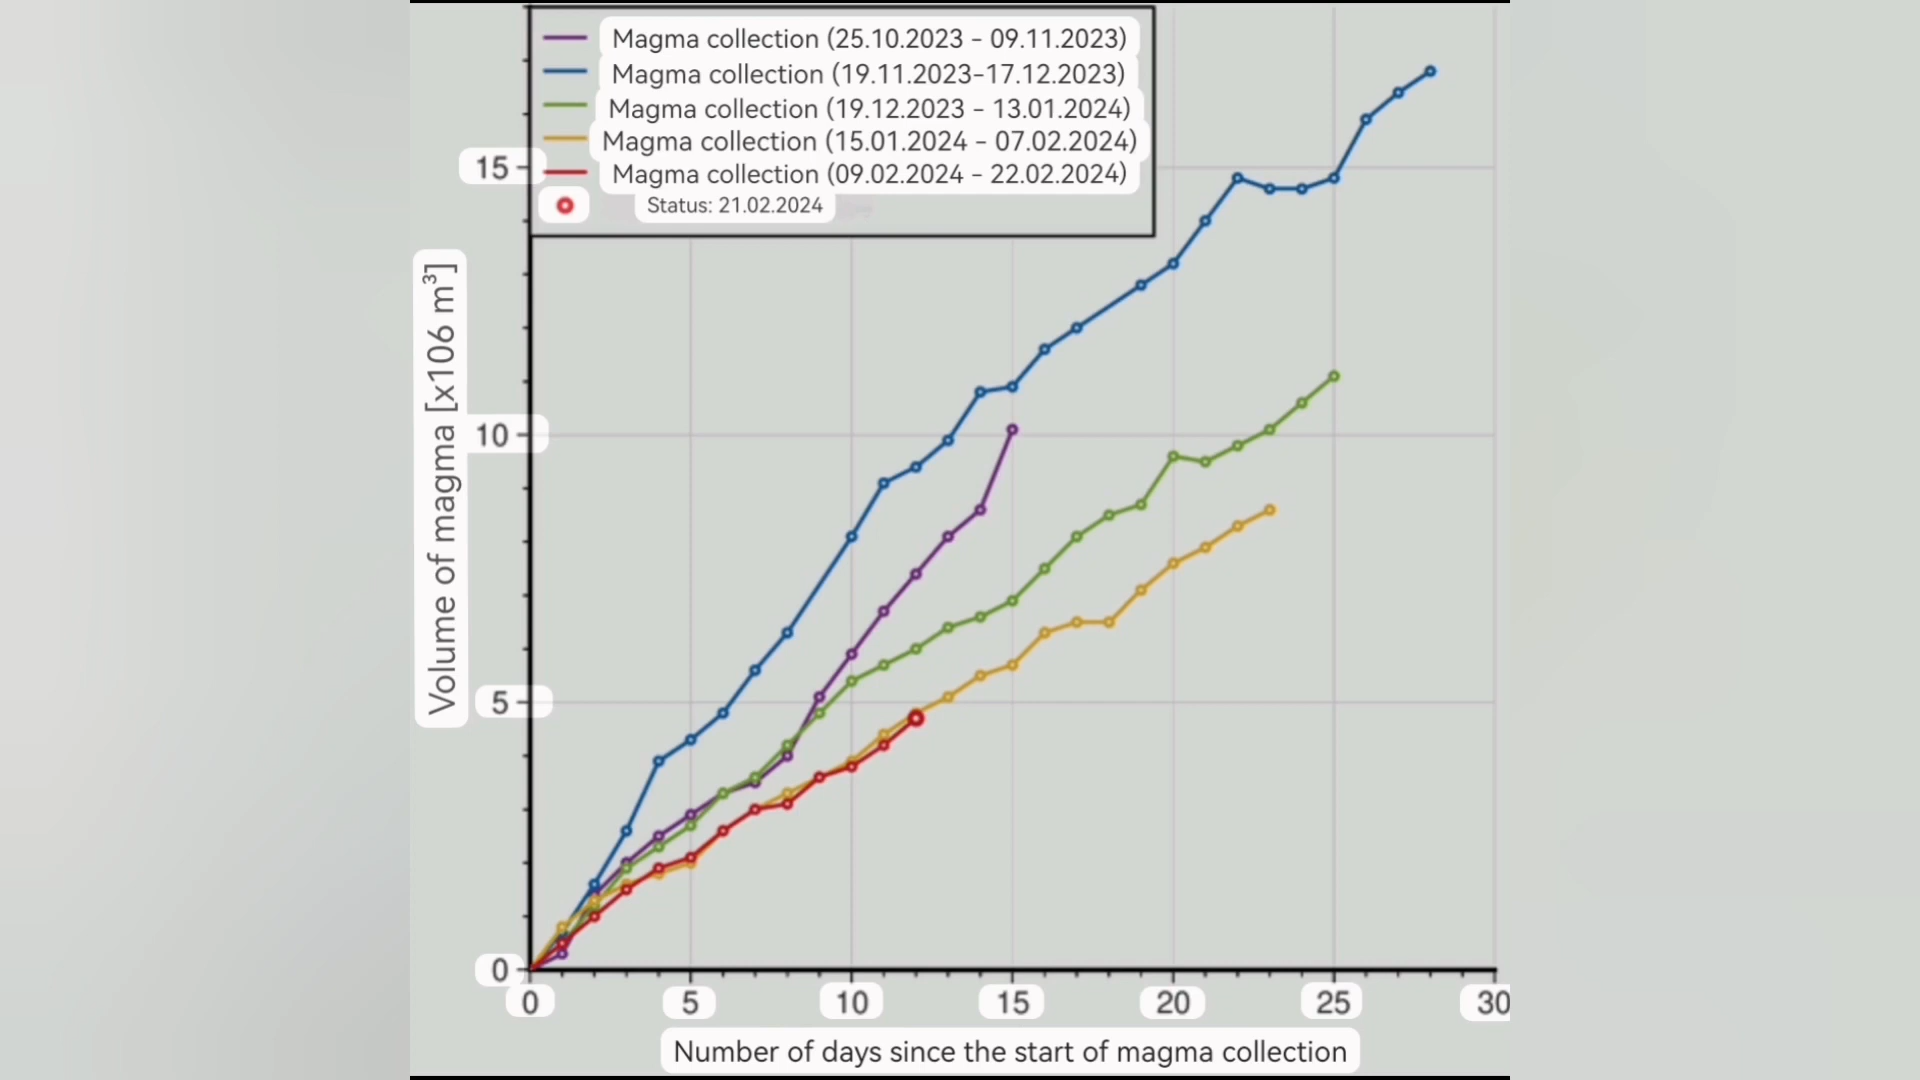 Magma collection (25.10.2023 - 09.11.2023)
Magma collection (19.11.2023-17.12.2023)
Magma collection (19.12.2023 - 13.01.2024)
Magma collection (15.01.2024 - 07.02.2024)
Magma collection (09.02.2024 - 22.02.2024)
Status: 21.02.2024
Volume of magma [x106 m³]
15
10
5
0
0 5 10 15 20 25 30
Number of days since the start of magma collection